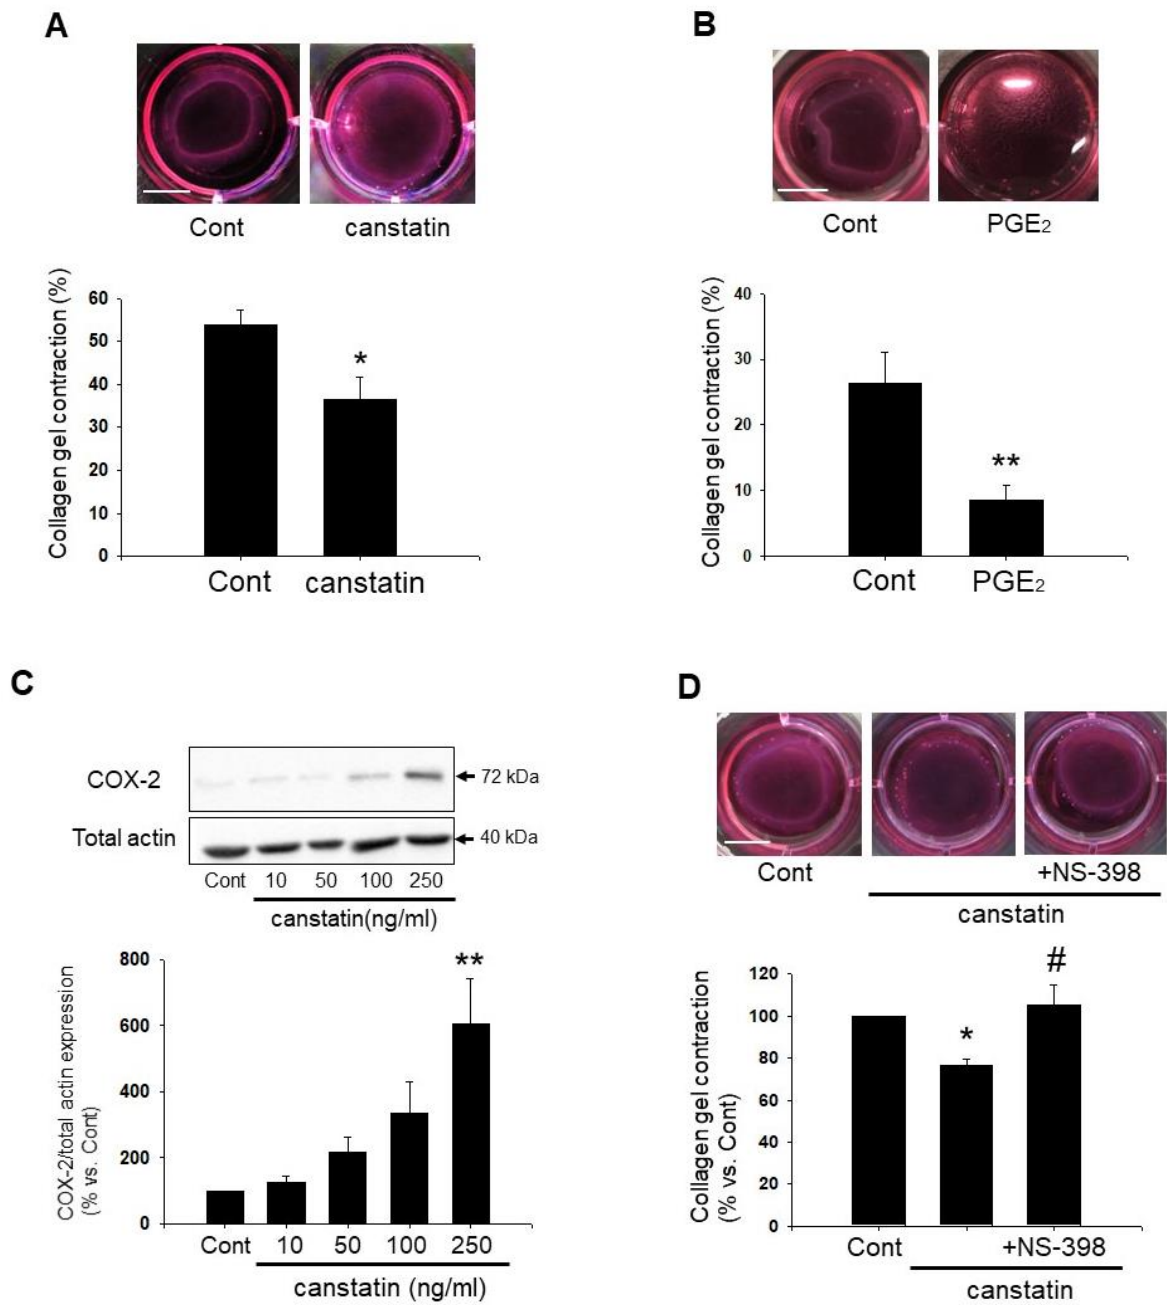 A
Cont
canstatin
Collagen gel contraction (%)
60
50
40
30
20
10
0
*
Cont
canstatin
B
Cont
PGE₂
Collagen gel contraction (%)
40
30
20
10
0
**
Cont
PGE₂
C
COX-2
72 kDa
Total actin
40 kDa
Cont 10 50 100 250
canstatin(ng/ml)
COX-2/total actin expression
(% vs. Cont)
800
600
400
200
0
**
Cont 10 50 100 250
canstatin (ng/ml)
D
Cont
+NS-398
canstatin
Collagen gel contraction
(% vs. Cont)
120
100
80
60
40
20
0
*
#
Cont
+NS-398
canstatin